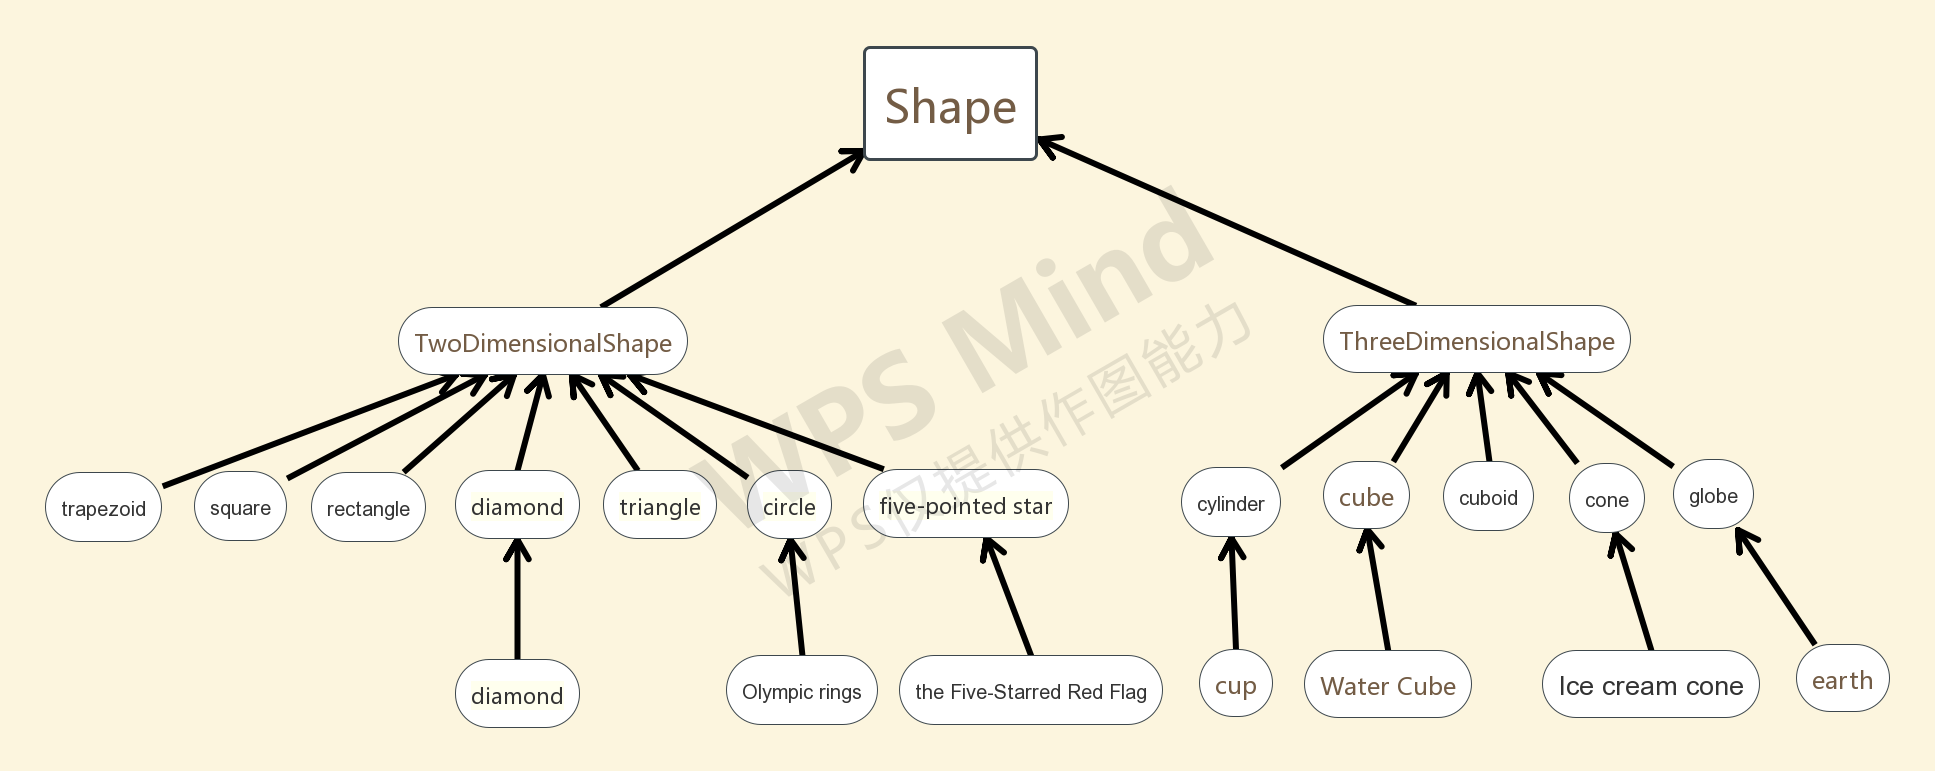 Shape
TwoDimensionalShape
ThreeDimensionalShape
trapezoid
square
rectangle
diamond
triangle
circle
five-pointed star
cylinder
cube
cuboid
cone
globe
diamond
Olympic rings
the Five-Starred Red Flag
cup
Water Cube
Ice cream cone
earth
WPS Mind
WPS仅提供作图能力